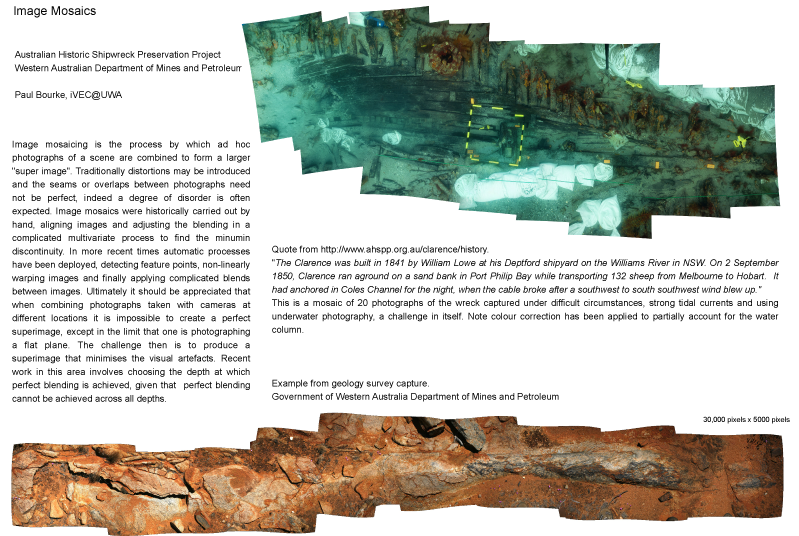 Image Mosaics
Australian Historic Shipwreck Preservation Project
Western Australian Department of Mines and Petroleum
Paul Bourke, iVEC@UWA
Image mosaicing is the process by which ad hoc
photographs of a scene are combined to form a larger
"super image". Traditionally distortions may be introduced
and the seams or overlaps between photographs need
not be perfect, indeed a degree of disorder is often
expected. Image mosaics were historically carried out by
hand, aligning images and adjusting the blending in a
complicated multivariate process to find the minumin
discontinuity. In more recent times automatic processes
have been deployed, detecting feature points, non-linearly
warping images and finally applying complicated blends
between images. Ultimately it should be appreciated that
when combining photographs taken with cameras at
different locations it is impossible to create a perfect
superimage, except in the limit that one is photographing
a flat plane. The challenge then is to produce a
superimage that minimises the visual artefacts. Recent
work in this area involves choosing the depth at which
perfect blending is achieved, given that perfect blending
cannot be achieved across all depths.
Quote from http://www.ahspp.org.au/clarence/history.
"The Clarence was built in 1841 by William Lowe at his Deptford shipyard on the Williams River in NSW. On 2 September
1850, Clarence ran aground on a sand bank in Port Philip Bay while transporting 132 sheep from Melbourne to Hobart. It
had anchored in Coles Channel for the night, when the cable broke after a southwest to south southwest wind blew up."
This is a mosaic of 20 photographs of the wreck captured under difficult circumstances, strong tidal currents and using
underwater photography, a challenge in itself. Note colour correction has been applied to partially account for the water
column.
Example from geology survey capture.
Government of Western Australia Department of Mines and Petroleum
30,000 pixels x 5000 pixels